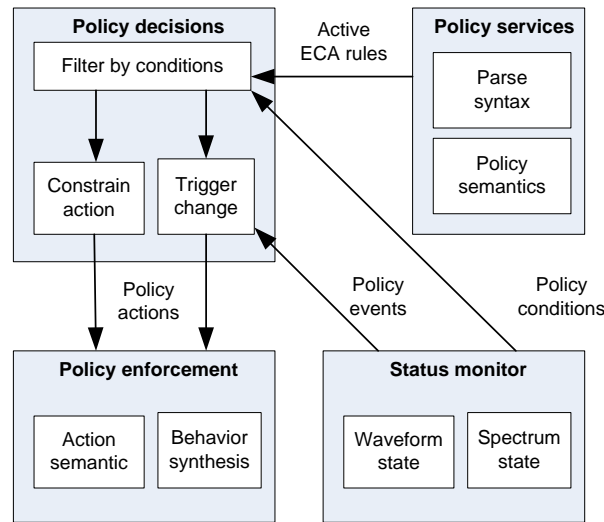 Policy decisions
Filter by conditions
Constrain
action
Trigger
change
Active
ECA rules
Policy services
Parse
syntax
Policy
semantics
Policy
actions
Policy
events
Policy
conditions
Policy enforcement
Action
semantic
Behavior
synthesis
Status monitor
Waveform
state
Spectrum
state